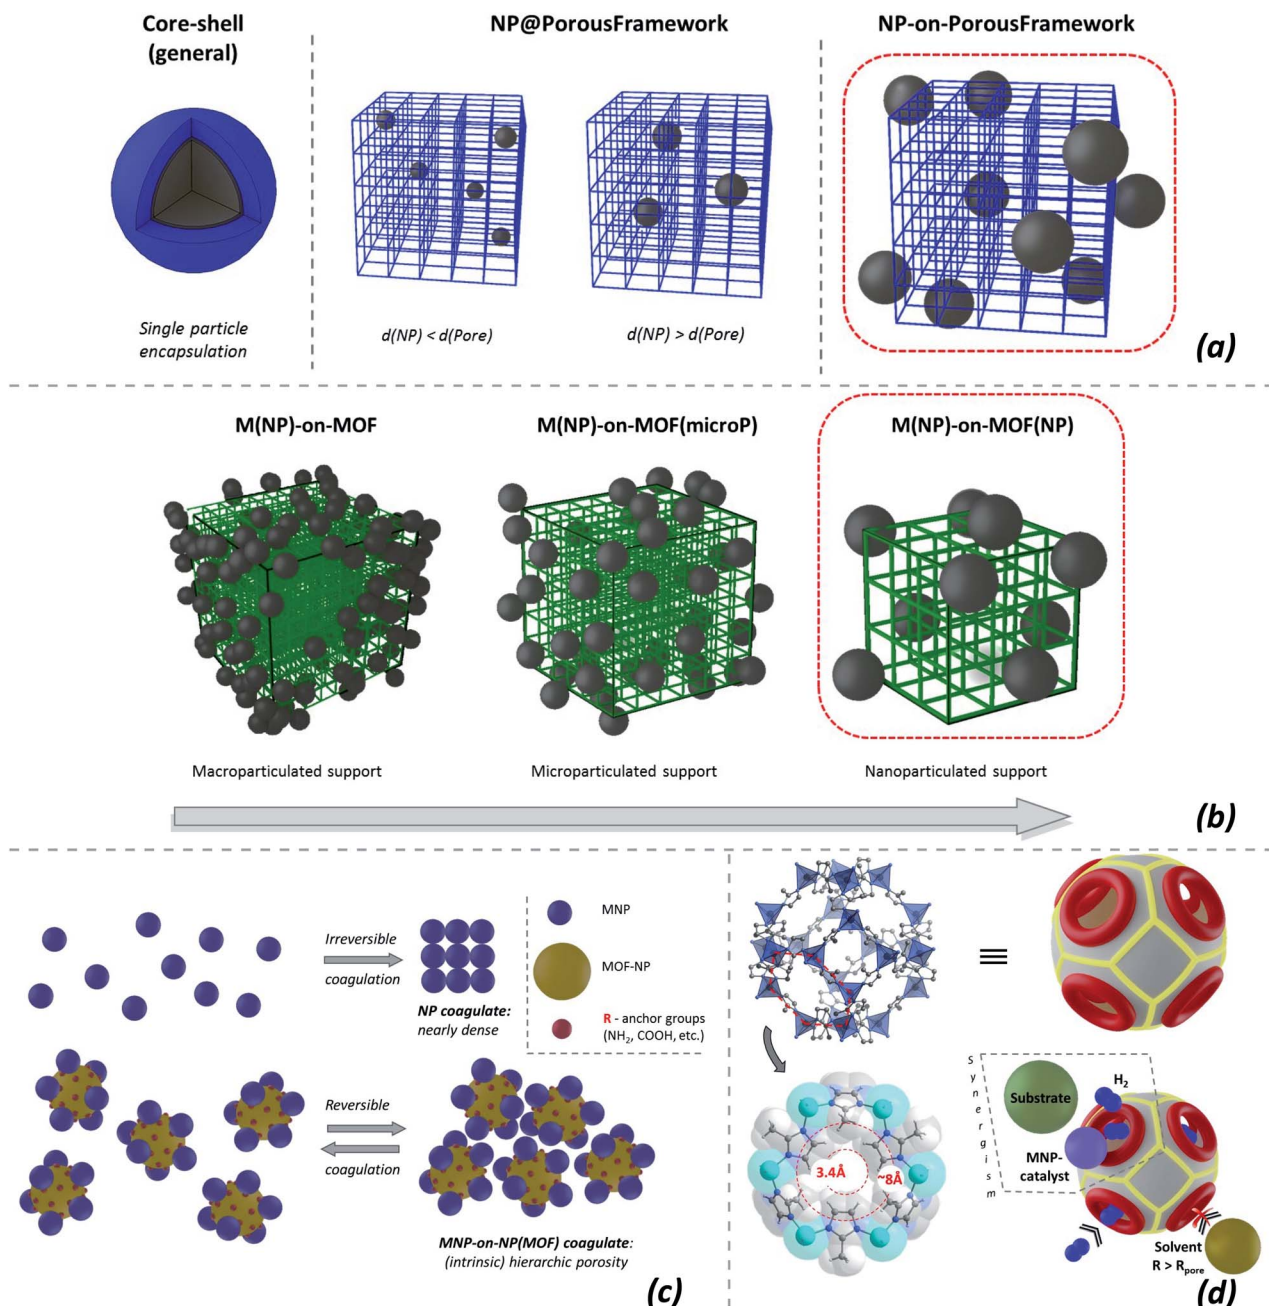 Core-shell
(general)
NP@PorousFramework
NP-on-PorousFramework
Single particle
encapsulation
d(NP) < d(Pore)
d(NP) > d(Pore)
(a)
M(NP)-on-MOF
M(NP)-on-MOF(microP)
M(NP)-on-MOF(NP)
Macroparticulated support
Microparticulated support
Nanoparticulated support
(b)
Irreversible
coagulation
NP coagulate:
nearly dense
MNP
MOF-NP
R - anchor groups
(NH₂, COOH, etc.)
Reversible
coagulation
MNP-on-NP(MOF) coagulate:
(intrinsic) hierarchic porosity
(c)
≡
3.4Å
~8Å
synergism
Substrate
H₂
MNP-
catalyst
Solvent
R > Rpore
(d)